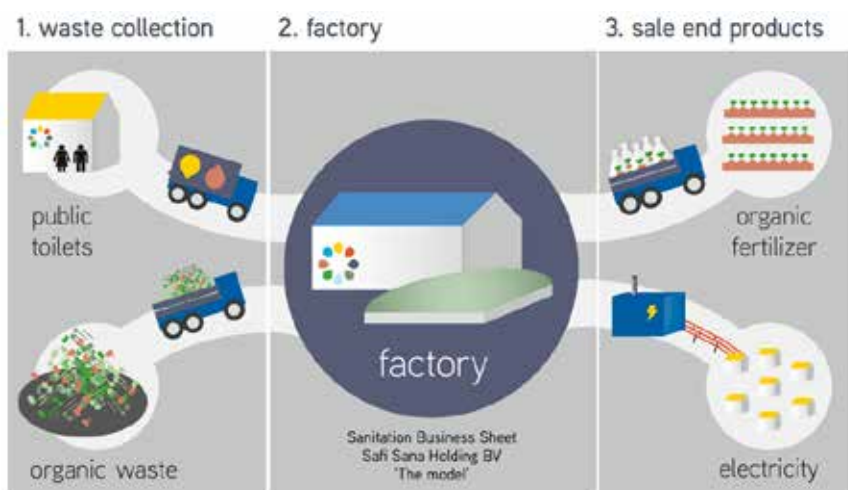 1. waste collection
2. factory
3. sale end products
public
toilets
organic waste
factory
Sanitation Business Sheet
Safi Sana Holding BV
'The model'
organic
fertilizer
electricity